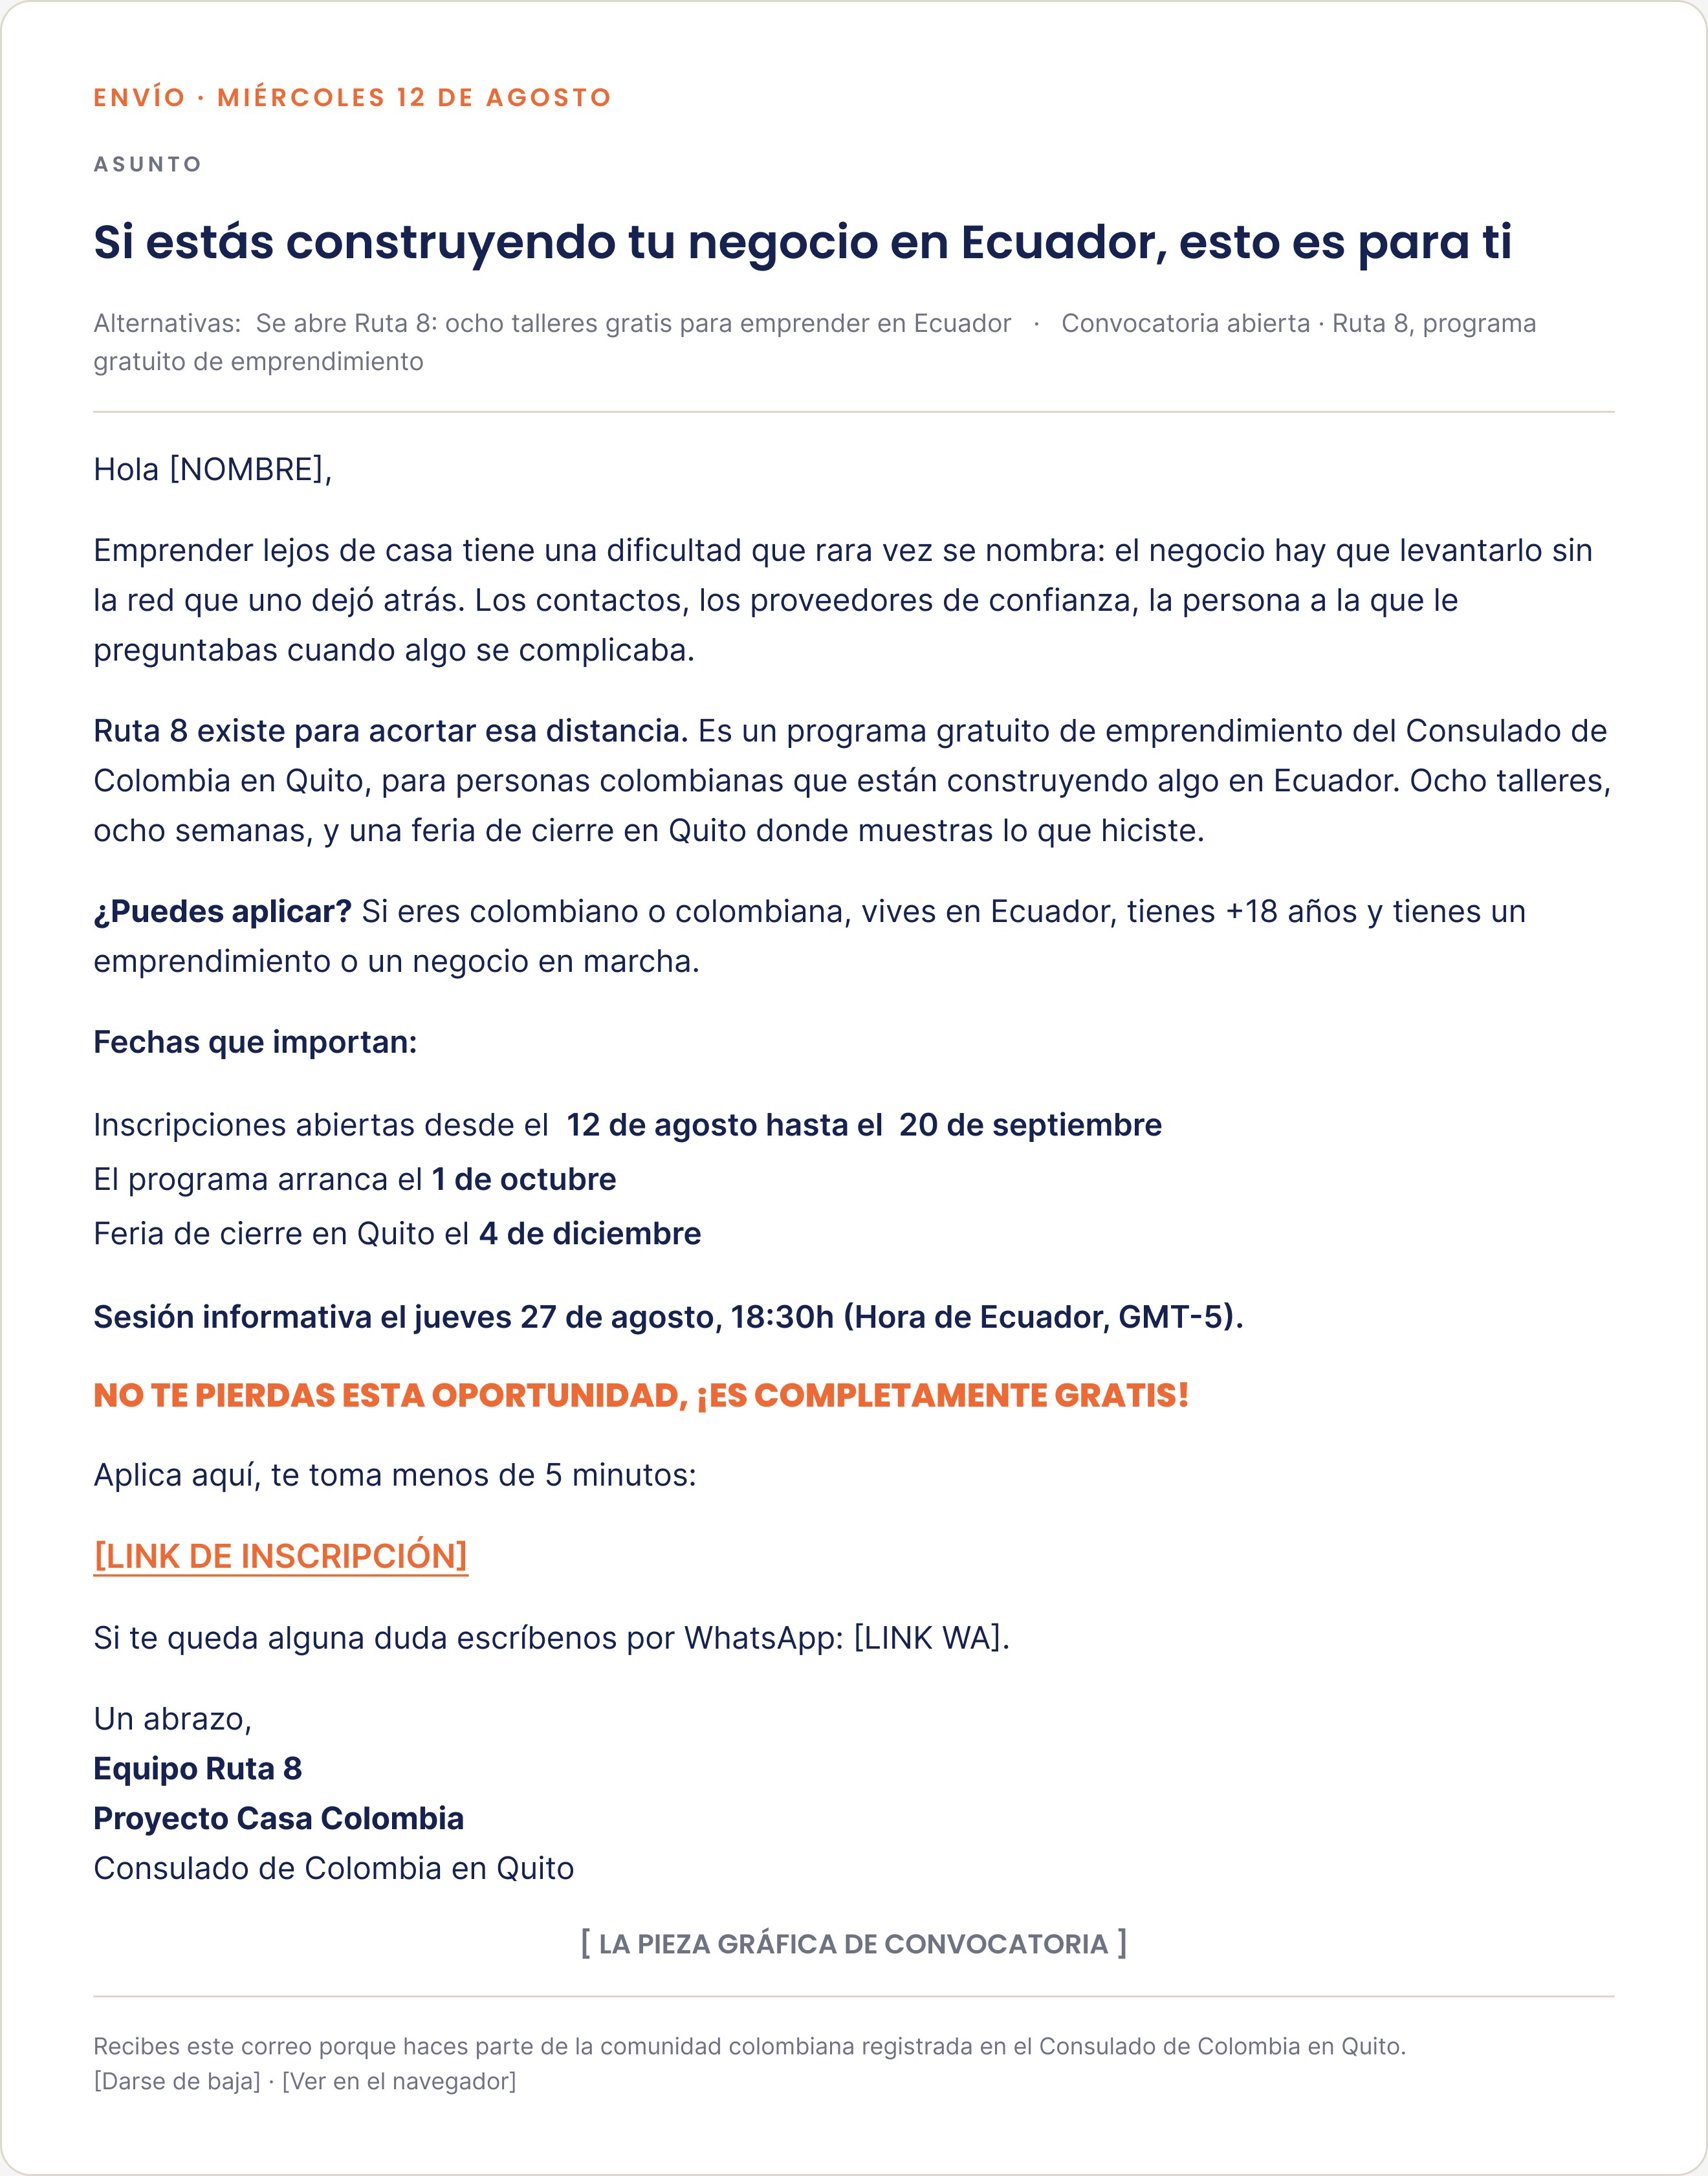 ENVÍO · MIÉRCOLES 12 DE AGOSTO
ASUNTO
Si estás construyendo tu negocio en Ecuador, esto es para ti
Alternativas: Se abre Ruta 8: ocho talleres gratis para emprender en Ecuador · Convocatoria abierta · Ruta 8, programa
gratuito de emprendimiento
Hola [NOMBRE],
Emprender lejos de casa tiene una dificultad que rara vez se nombra: el negocio hay que levantarlo sin
la red que uno dejó atrás. Los contactos, los proveedores de confianza, la persona a la que le
preguntabas cuando algo se complicaba.
Ruta 8 existe para acortar esa distancia. Es un programa gratuito de emprendimiento del Consulado de
Colombia en Quito, para personas colombianas que están construyendo algo en Ecuador. Ocho talleres,
ocho semanas, y una feria de cierre en Quito donde muestras lo que hiciste.
¿Puedes aplicar? Si eres colombiano o colombiana, vives en Ecuador, tienes +18 años y tienes un
emprendimiento o un negocio en marcha.
Fechas que importan:
Inscripciones abiertas desde el 12 de agosto hasta el 20 de septiembre
El programa arranca el 1 de octubre
Feria de cierre en Quito el 4 de diciembre
Sesión informativa el jueves 27 de agosto, 18:30h (Hora de Ecuador, GMT-5).
NO TE PIERDAS ESTA OPORTUNIDAD, ¡ES COMPLETAMENTE GRATIS!
Aplica aquí, te toma menos de 5 minutos:
[LINK DE INSCRIPCIÓN]
Si te queda alguna duda escríbenos por WhatsApp: [LINK WA].
Un abrazo,
Equipo Ruta 8
Proyecto Casa Colombia
Consulado de Colombia en Quito
[ LA PIEZA GRÁFICA DE CONVOCATORIA ]
Recibes este correo porque haces parte de la comunidad colombiana registrada en el Consulado de Colombia en Quito.
[Darse de baja] · [Ver en el navegador]